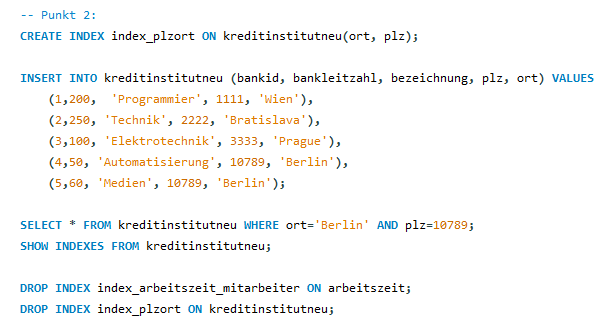 -- Punkt 2:
CREATE INDEX index_plzort ON kreditinstitutneu(ort, plz);
INSERT INTO kreditinstitutneu (bankid, bankleitzahl, bezeichnung, plz, ort) VALUES
(1,200,  'Programmier', 1111, 'Wien'),
(2,250, 'Technik', 2222, 'Bratislava'),
(3,100, 'Elektrotechnik', 3333, 'Prague'),
(4,50, 'Automatisierung', 10789, 'Berlin'),
(5,60, 'Medien', 10789, 'Berlin');
SELECT * FROM kreditinstitutneu WHERE ort='Berlin' AND plz=10789;
SHOW INDEXES FROM kreditinstitutneu;
DROP INDEX index_arbeitszeit_mitarbeiter ON arbeitszeit;
DROP INDEX index_plzort ON kreditinstitutneu;